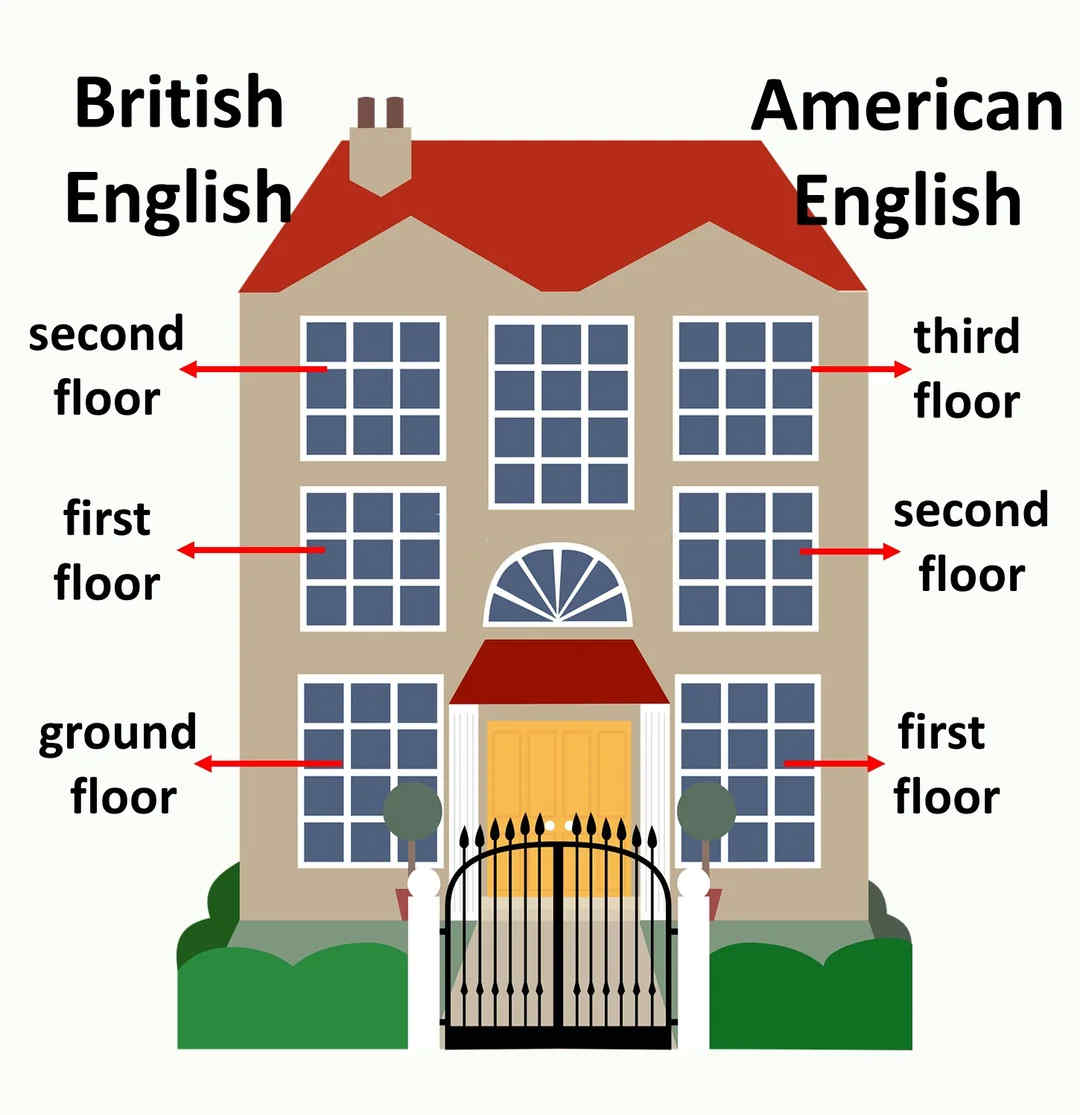 British
English
second
floor
first
floor
ground
floor
American
English
third
floor
second
floor
first
floor